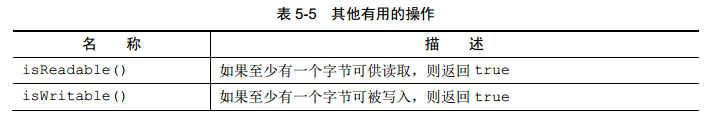 表 5-5 其他有用的操作
名 称 描 述
isReadable() 如果至少有一个字节可供读取，则返回 true
isWritable() 如果至少有一个字节可被写入，则返回 true